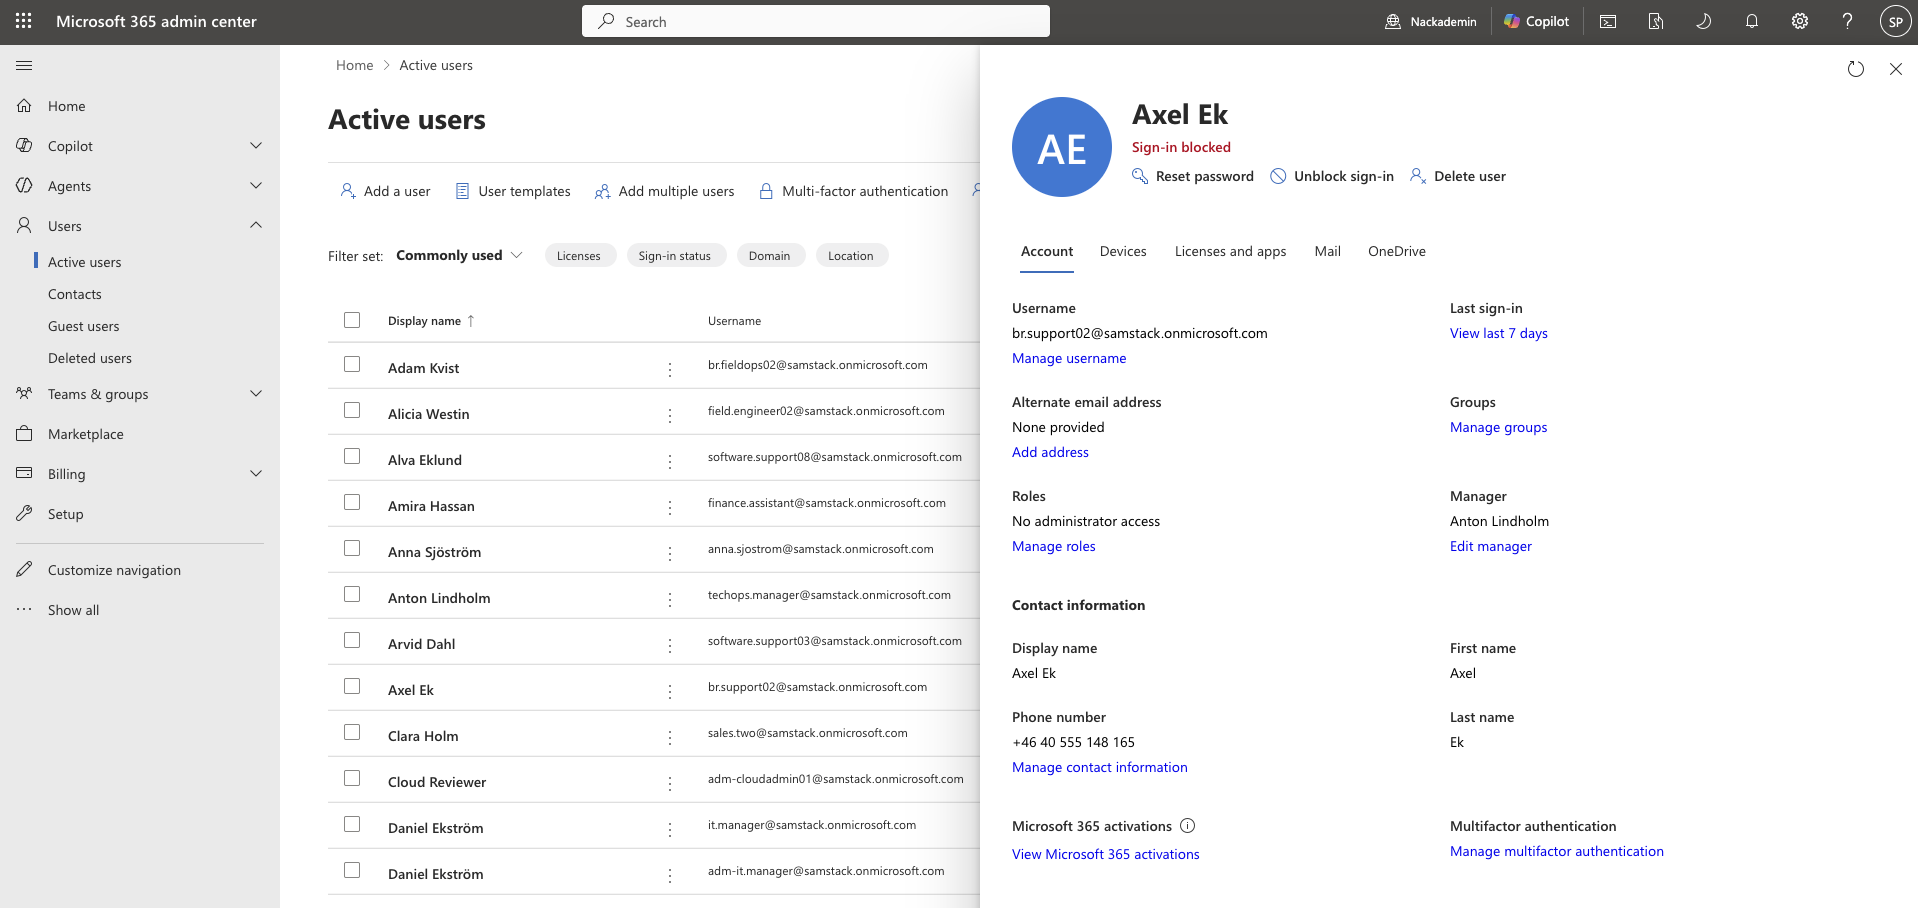 Microsoft 365 admin center
Search
Nackademin
Copilot
SP
Home
Copilot
Agents
Users
Active users
Contacts
Guest users
Deleted users
Teams & groups
Marketplace
Billing
Setup
Customize navigation
Show all
Home > Active users
Active users
Add a user
User templates
Add multiple users
Multi-factor authentication
Filter set: Commonly used
Licenses
Sign-in status
Domain
Location
Display name ↑ Username
Adam Kvist br.fieldops02@samstack.onmicrosoft.com
Alicia Westin field.engineer02@samstack.onmicrosoft.com
Alva Eklund software.support08@samstack.onmicrosoft.com
Amira Hassan finance.assistant@samstack.onmicrosoft.com
Anna Sjöström anna.sjostrom@samstack.onmicrosoft.com
Anton Lindholm techops.manager@samstack.onmicrosoft.com
Arvid Dahl software.support03@samstack.onmicrosoft.com
Axel Ek br.support02@samstack.onmicrosoft.com
Clara Holm sales.two@samstack.onmicrosoft.com
Cloud Reviewer adm-cloudadmin01@samstack.onmicrosoft.com
Daniel Ekström it.manager@samstack.onmicrosoft.com
Daniel Ekström adm-it.manager@samstack.onmicrosoft.com
AE
Axel Ek
Sign-in blocked
Reset password
Unblock sign-in
Delete user
Account
Devices
Licenses and apps
Mail
OneDrive
Username
br.support02@samstack.onmicrosoft.com
Manage username
Last sign-in
View last 7 days
Alternate email address
None provided
Add address
Groups
Manage groups
Roles
No administrator access
Manage roles
Manager
Anton Lindholm
Edit manager
Contact information
Display name
Axel Ek
First name
Axel
Phone number
+46 40 555 148 165
Manage contact information
Last name
Ek
Microsoft 365 activations
View Microsoft 365 activations
Multifactor authentication
Manage multifactor authentication